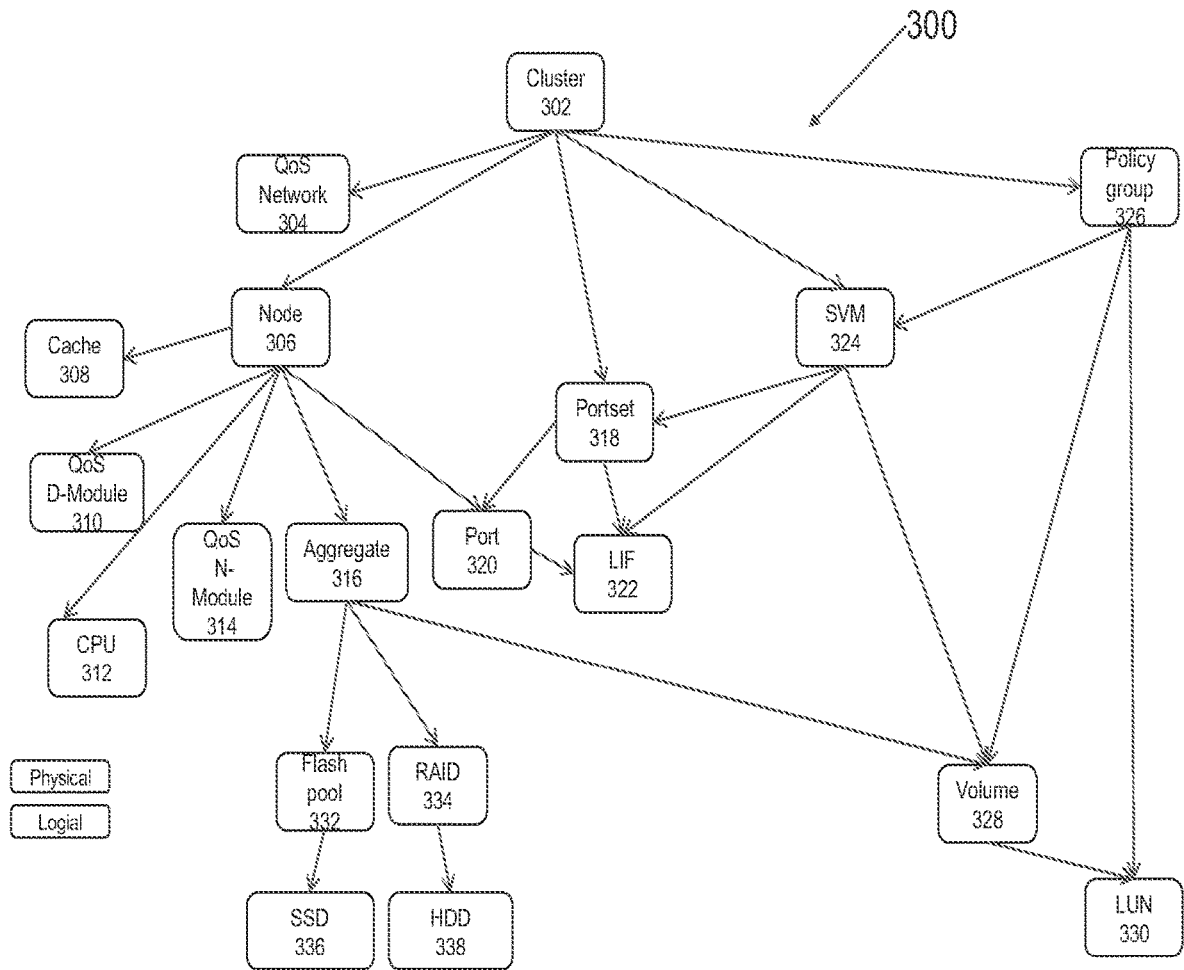 300
Cluster
302
QoS
Network
304
Policy
group
326
Node
306
SVM
324
Cache
308
Portset
318
QoS
D-Module
310
QoS
N-
Module
314
Aggregate
316
Port
320
LIF
322
CPU
312
Physical
Logial
Flash
pool
332
RAID
334
Volume
328
SSD
336
HDD
338
LUN
330